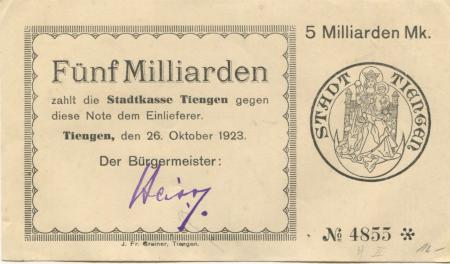 5 Milliarden Mk.
Fünf Milliarden
zahlt die Stadtkasse Tiengen gegen
diese Note dem Einlieferer.
Tiengen, den 26. Oktober 1923.
Der Bürgermeister:
STADT TIENGEN
№ 4855 ✻
J. Fr. Greiner, Tiengen.